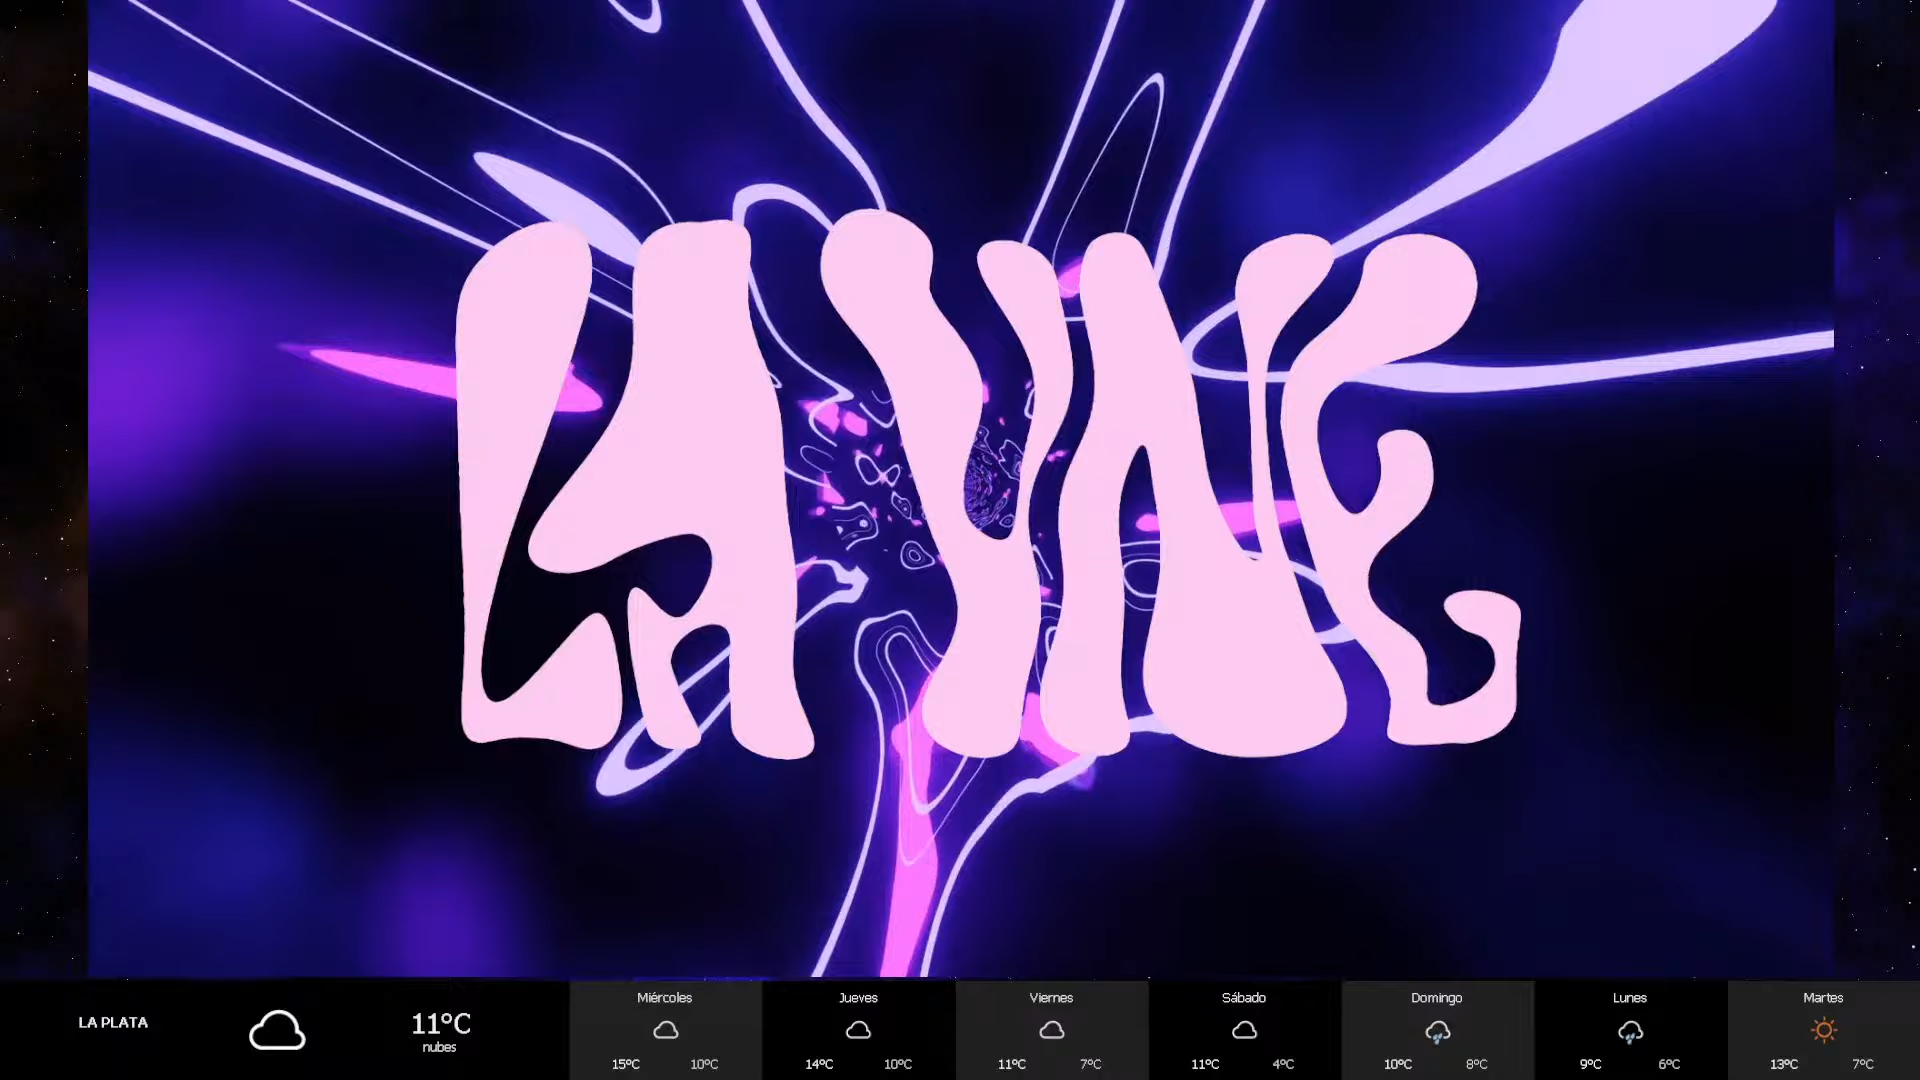 LAYNE
LA PLATA
11°C
nubes
Miércoles
15°C 10°C
Jueves
14°C 10°C
Viernes
11°C 7°C
Sábado
11°C 4°C
Domingo
10°C 8°C
Lunes
9°C 6°C
Martes
13°C 7°C